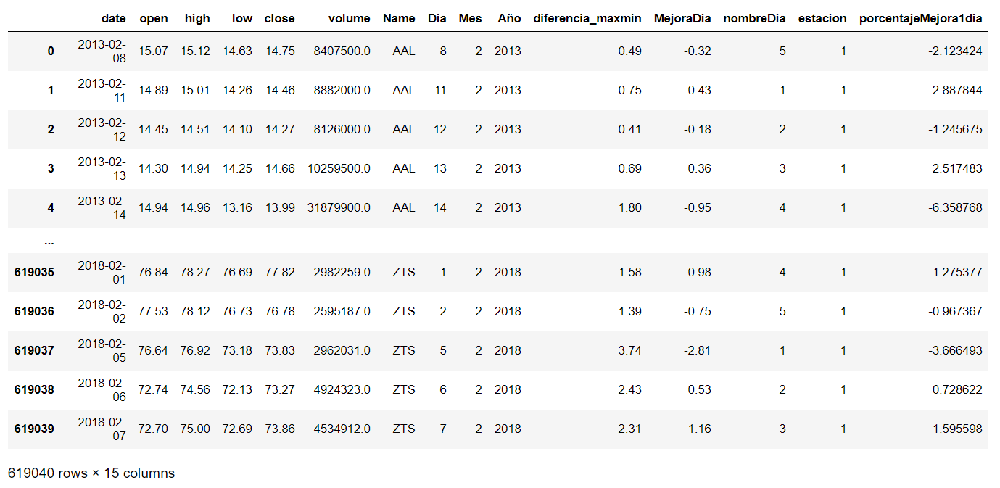 date open high low close volume Name Dia Mes Año diferencia_maxmin MejoraDia nombreDia estacion porcentajeMejora1dia
0 2013-02-08 15.07 15.12 14.63 14.75 8407500.0 AAL 8 2 2013 0.49 -0.32 5 1 -2.123424
1 2013-02-11 14.89 15.01 14.26 14.46 8882000.0 AAL 11 2 2013 0.75 -0.43 1 1 -2.887844
2 2013-02-12 14.45 14.51 14.10 14.27 8126000.0 AAL 12 2 2013 0.41 -0.18 2 1 -1.245675
3 2013-02-13 14.30 14.94 14.25 14.66 10259500.0 AAL 13 2 2013 0.69 0.36 3 1 2.517483
4 2013-02-14 14.94 14.96 13.16 13.99 31879900.0 AAL 14 2 2013 1.80 -0.95 4 1 -6.358768
... ... ... ... ... ... ... ... ... ... ... ... ... ... ... ...
619035 2018-02-01 76.84 78.27 76.69 77.82 2982259.0 ZTS 1 2 2018 1.58 0.98 4 1 1.275377
619036 2018-02-02 77.53 78.12 76.73 76.78 2595187.0 ZTS 2 2 2018 1.39 -0.75 5 1 -0.967367
619037 2018-02-05 76.64 76.92 73.18 73.83 2962031.0 ZTS 5 2 2018 3.74 -2.81 1 1 -3.666493
619038 2018-02-06 72.74 74.56 72.13 73.27 4924323.0 ZTS 6 2 2018 2.43 0.53 2 1 0.728622
619039 2018-02-07 72.70 75.00 72.69 73.86 4534912.0 ZTS 7 2 2018 2.31 1.16 3 1 1.595598
619040 rows × 15 columns